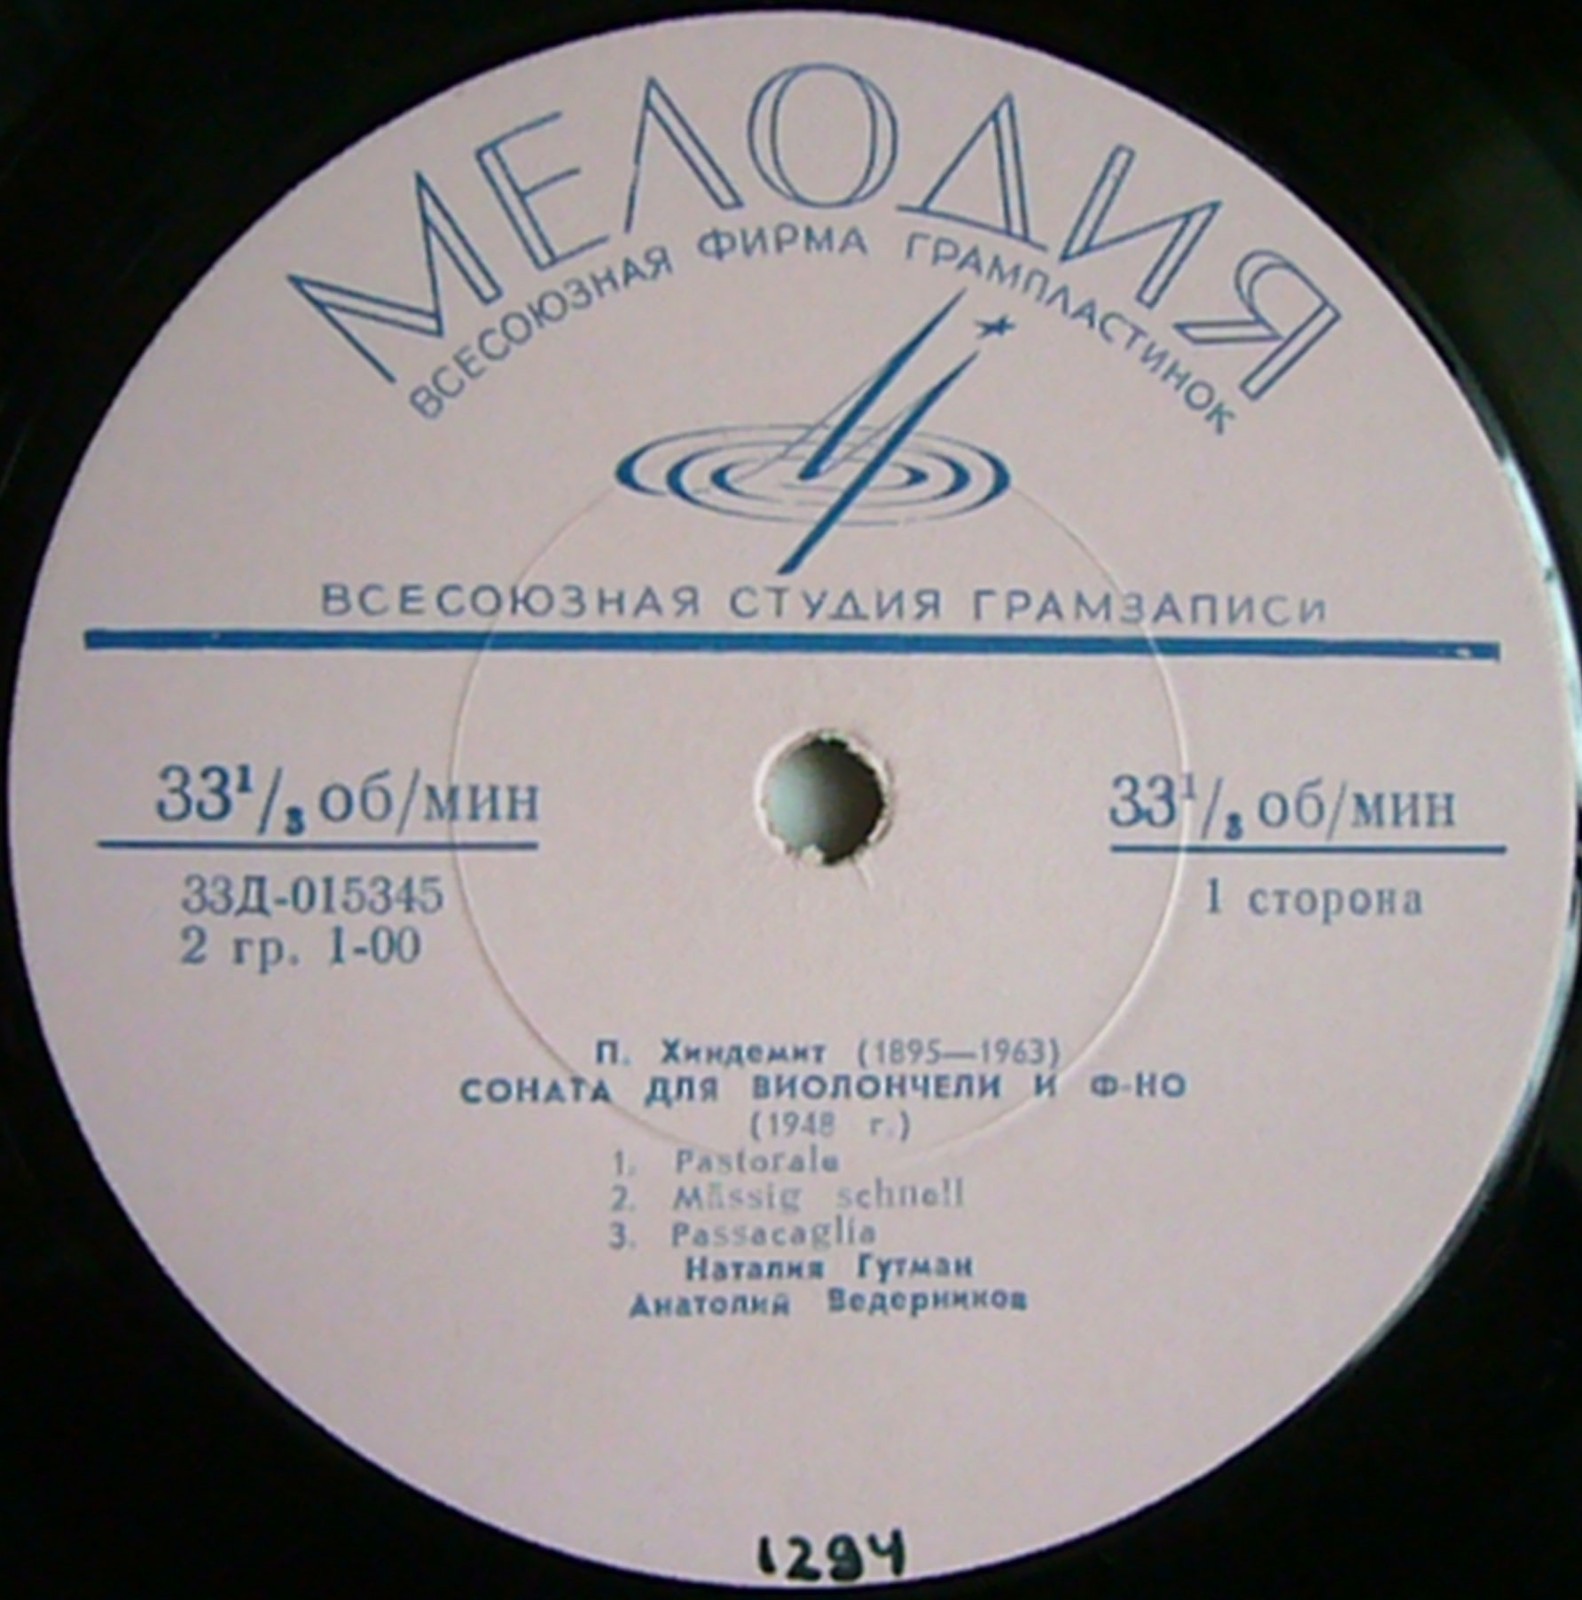 МЕЛОДИЯ
ВСЕСОЮЗНАЯ ФИРМА ГРАМПЛАСТИНОК
ВСЕСОЮЗНАЯ СТУДИЯ ГРАМЗАПИСИ
33¹/₃ об/мин
33¹/₃ об/мин
33Д-015345
1 сторона
2 гр. 1-00
П. Хиндемит (1895—1963)
СОНАТА ДЛЯ ВИОЛОНЧЕЛИ И Ф-НО
(1948 г.)
1. Pastorale
2. Mässig schnell
3. Passacaglia
Наталия Гутман
Анатолий Ведерников
1294